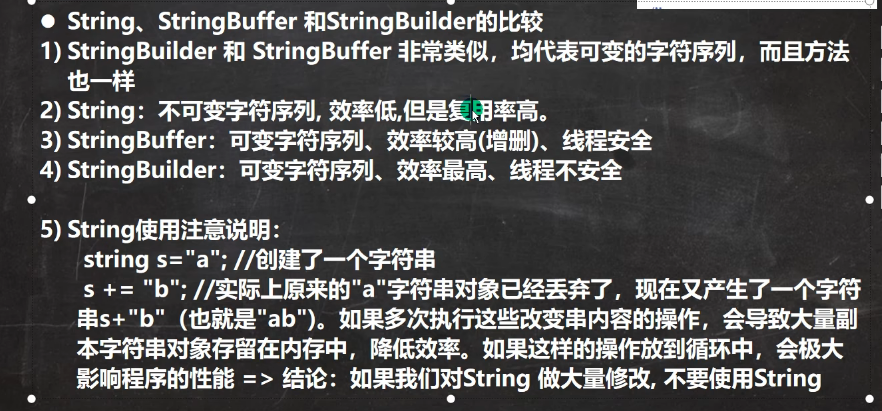 ● String、StringBuffer 和StringBuilder的比较
1) StringBuilder 和 StringBuffer 非常类似，均代表可变的字符序列，而且方法
也一样
2) String：不可变字符序列, 效率低,但是复用率高。
3) StringBuffer：可变字符序列、效率较高(增删)、线程安全
4) StringBuilder：可变字符序列、效率最高、线程不安全
5) String使用注意说明：
string s="a"; //创建了一个字符串
s += "b"; //实际上原来的"a"字符串对象已经丢弃了，现在又产生了一个字符
串s+"b"（也就是"ab")。如果多次执行这些改变串内容的操作，会导致大量副
本字符串对象存留在内存中，降低效率。如果这样的操作放到循环中，会极大
影响程序的性能 => 结论：如果我们对String 做大量修改, 不要使用String